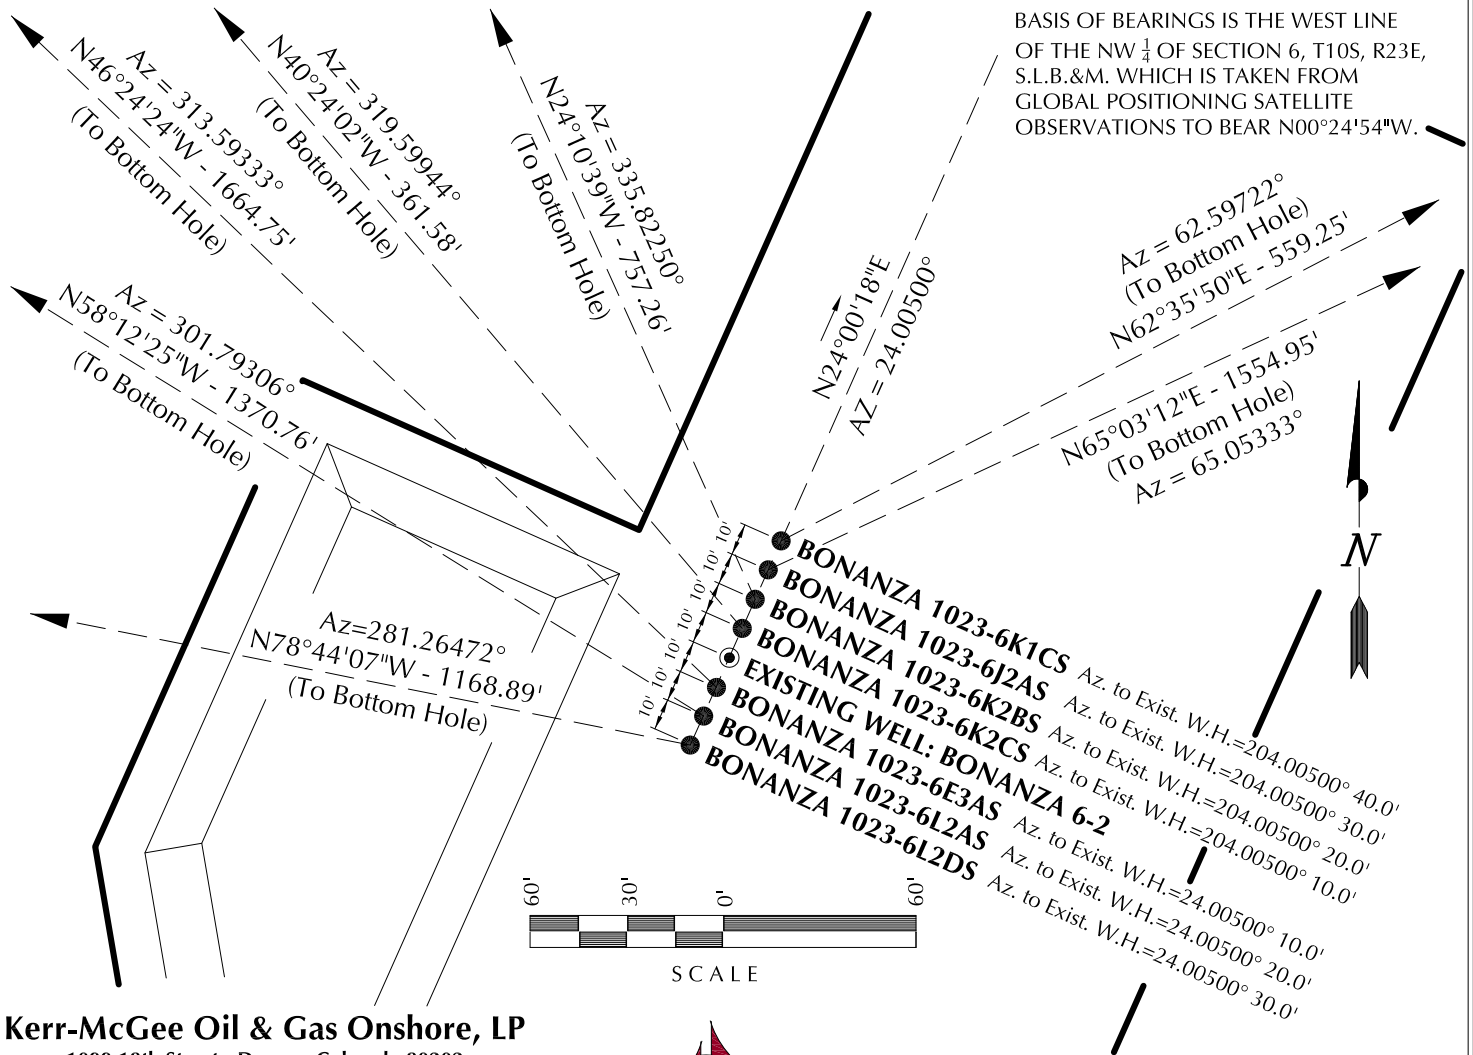 BASIS OF BEARINGS IS THE WEST LINE
OF THE NW 1/4 OF SECTION 6, T10S, R23E,
S.L.B.&M. WHICH IS TAKEN FROM
GLOBAL POSITIONING SATELLITE
OBSERVATIONS TO BEAR N00°24'54"W.
Az = 313.59333°
N46°24'24"W - 1664.75'
(To Bottom Hole)
Az = 319.59944°
N40°24'02"W - 361.58'
(To Bottom Hole)
Az = 335.82250°
N24°10'39"W - 757.26'
(To Bottom Hole)
N24°00'18"E
AZ = 24.00500°
Az = 62.59722°
(To Bottom Hole)
N62°35'50"E - 559.25'
N65°03'12"E - 1554.95'
(To Bottom Hole)
Az = 65.05333°
Az = 301.79306°
N58°12'25"W - 1370.76'
(To Bottom Hole)
Az=281.26472°
N78°44'07"W - 1168.89'
(To Bottom Hole)
N
10'
10'
10'
10'
10'
10'
10'
BONANZA 1023-6K1CS Az. to Exist. W.H.=204.00500° 40.0'
BONANZA 1023-6J2AS Az. to Exist. W.H.=204.00500° 30.0'
BONANZA 1023-6K2BS Az. to Exist. W.H.=204.00500° 20.0'
BONANZA 1023-6K2CS Az. to Exist. W.H.=204.00500° 10.0'
EXISTING WELL: BONANZA 6-2
BONANZA 1023-6E3AS Az. to Exist. W.H.=24.00500° 10.0'
BONANZA 1023-6L2AS Az. to Exist. W.H.=24.00500° 20.0'
BONANZA 1023-6L2DS Az. to Exist. W.H.=24.00500° 30.0'
60' 30' 0' 60'
SCALE
Kerr-McGee Oil & Gas Onshore, LP